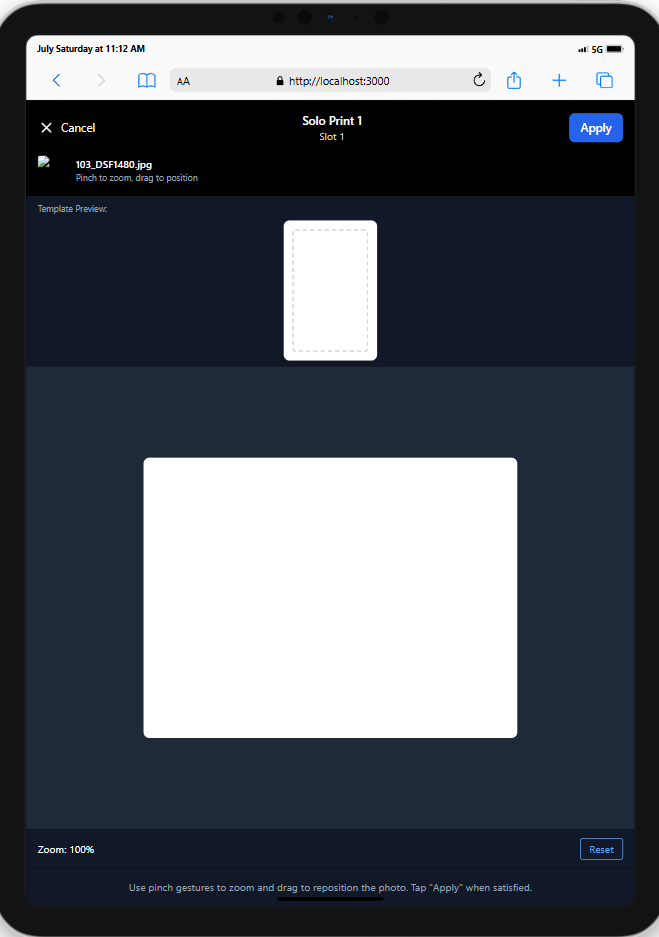 July Saturday at 11:12 AM
5G
AA
http://localhost:3000
Cancel
Solo Print 1
Slot 1
Apply
103_DSF1480.jpg
Pinch to zoom, drag to position
Template Preview:
Zoom: 100%
Reset
Use pinch gestures to zoom and drag to reposition the photo. Tap "Apply" when satisfied.